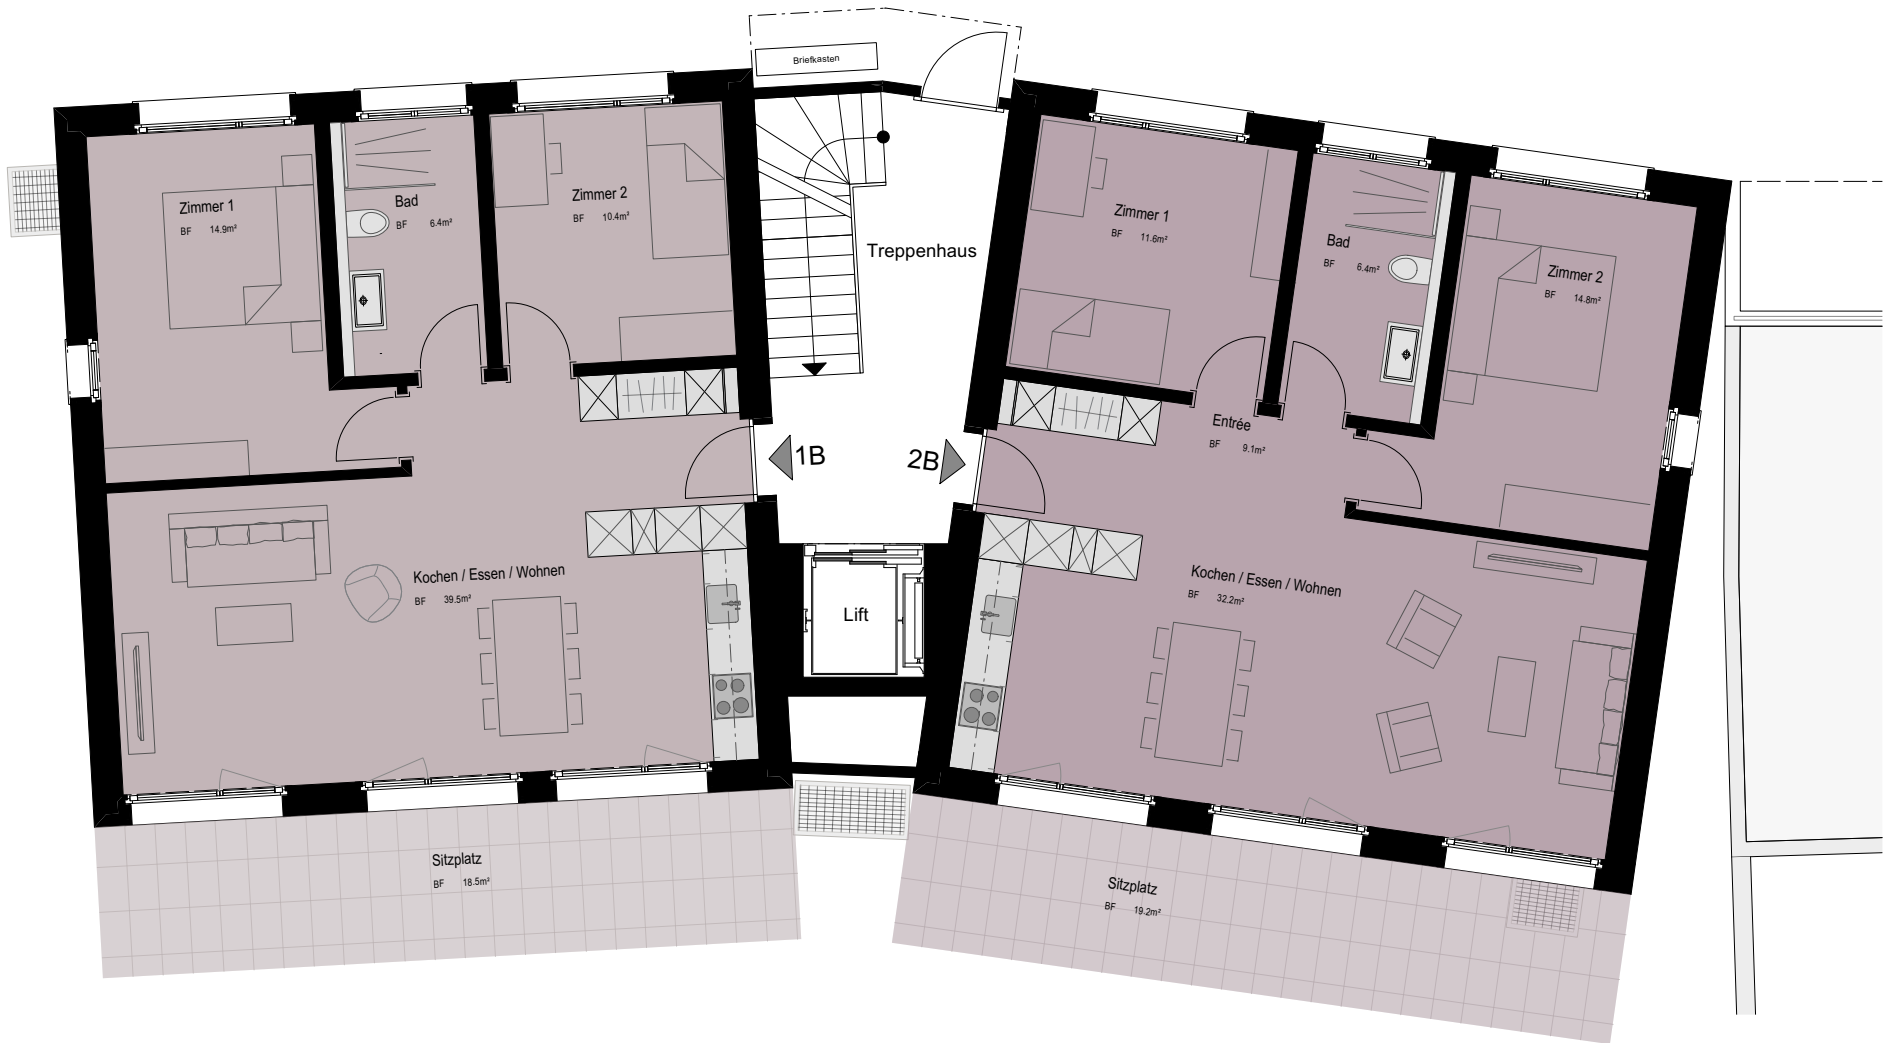 Briefkasten
Zimmer 1
BF 14.9m²
Bad
BF 6.4m²
Zimmer 2
BF 10.4m²
Treppenhaus
Zimmer 1
BF 11.6m²
Bad
BF 6.4m²
Zimmer 2
BF 14.8m²
Entrée
BF 9.1m²
1B
2B
Kochen / Essen / Wohnen
BF 39.5m²
Lift
Kochen / Essen / Wohnen
BF 32.2m²
Sitzplatz
BF 18.5m²
Sitzplatz
BF 19.2m²